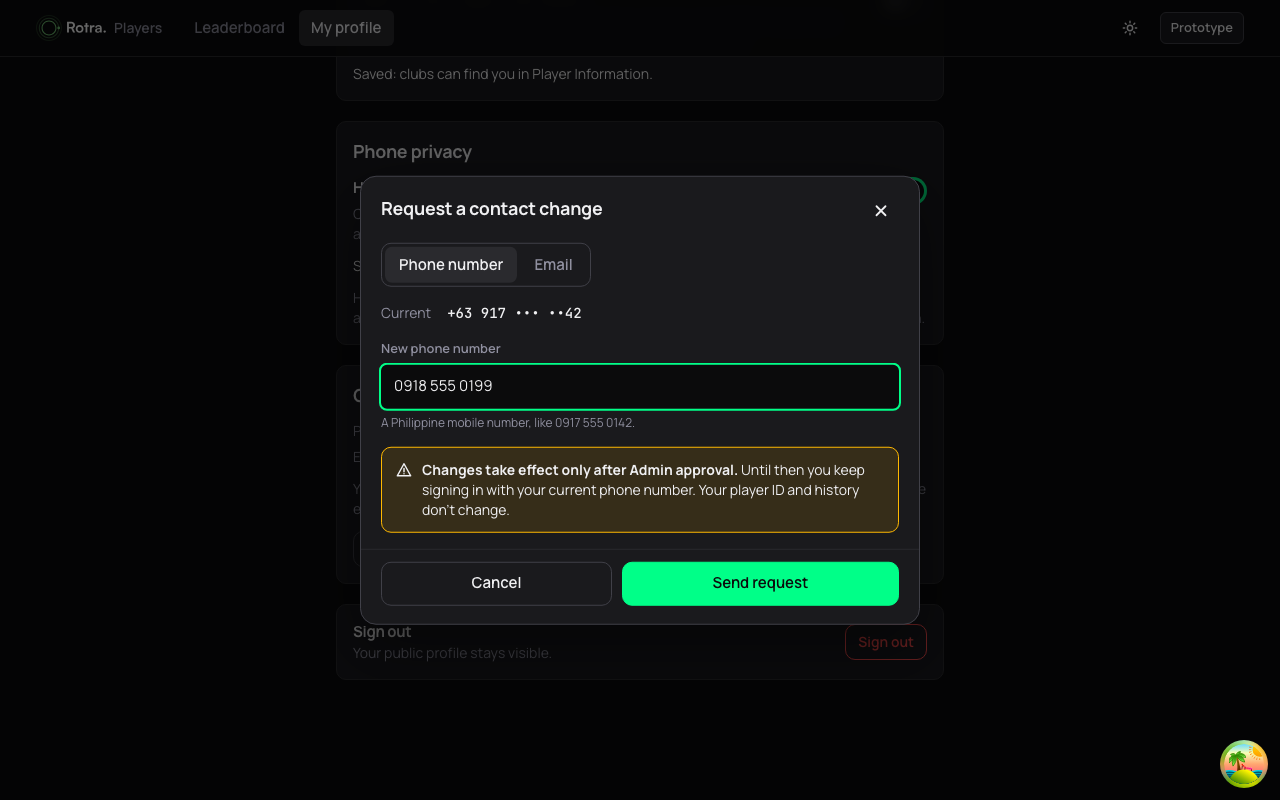 Rotra. Players Leaderboard My profile Prototype
Saved: clubs can find you in Player Information.
Phone privacy
Request a contact change
Phone number Email
Current +63 917 ••• ••42
New phone number
0918 555 0199
A Philippine mobile number, like 0917 555 0142.
Changes take effect only after Admin approval. Until then you keep
signing in with your current phone number. Your player ID and history
don't change.
Cancel Send request
Sign out
Your public profile stays visible.
Sign out